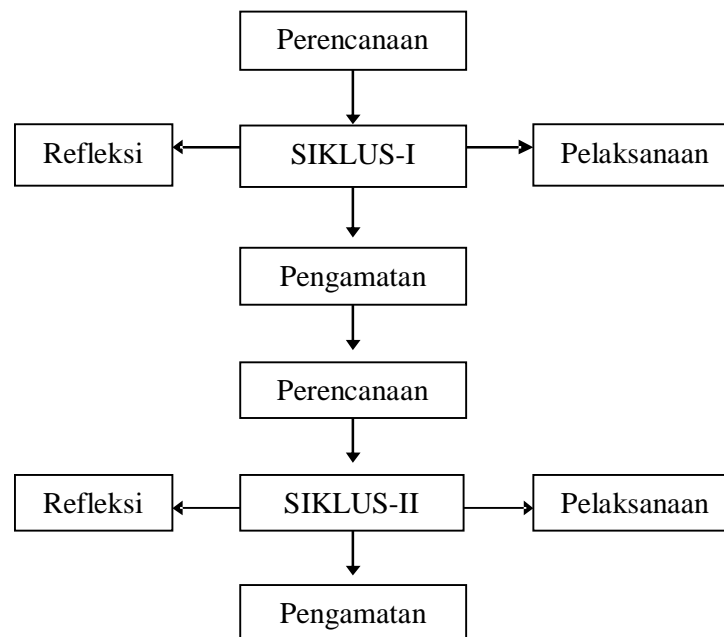 Perencanaan
Refleksi
SIKLUS-I
Pelaksanaan
Pengamatan
Perencanaan
Refleksi
SIKLUS-II
Pelaksanaan
Pengamatan